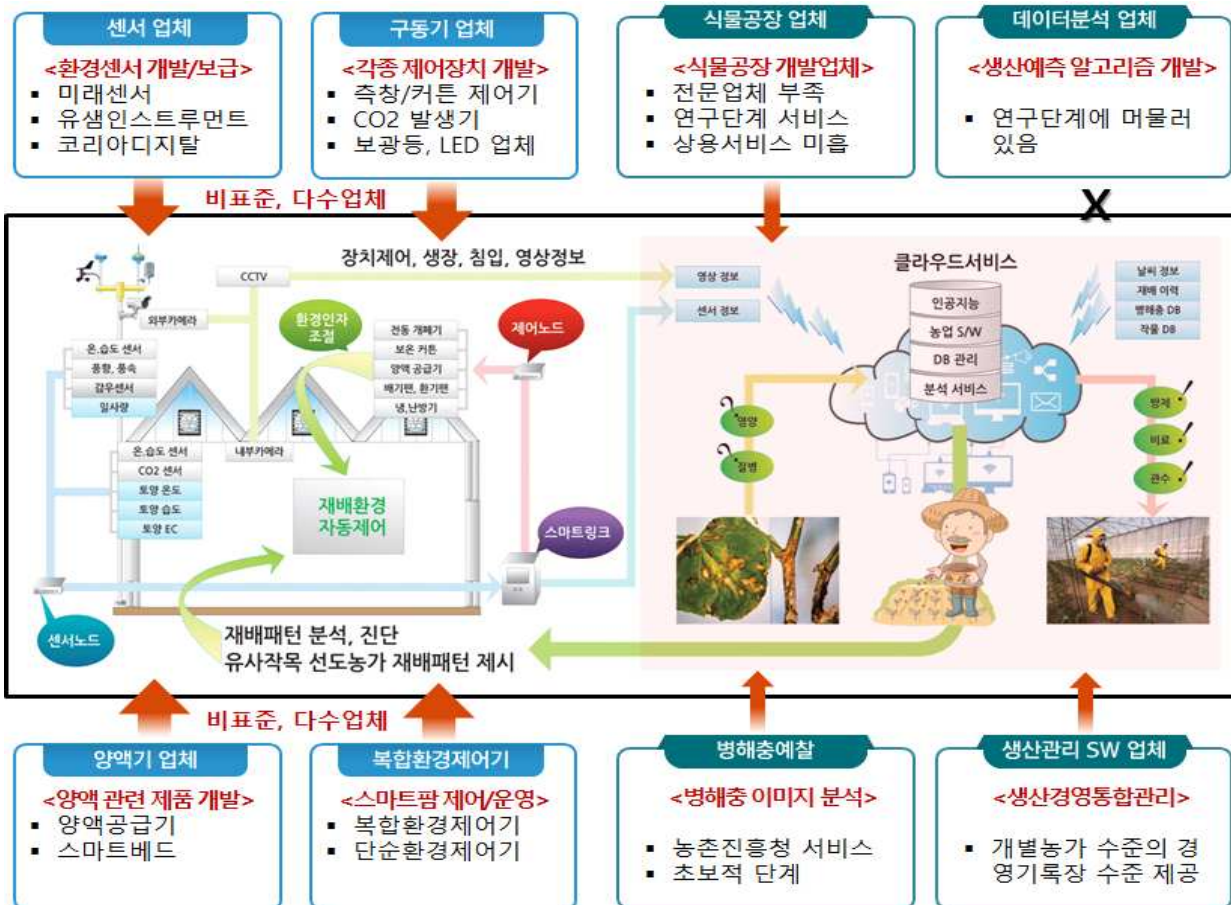 센서 업체
<환경센서 개발/보급>
▪ 미래센서
▪ 유샘인스트루먼트
▪ 코리아디지탈
구동기 업체
<각종 제어장치 개발>
▪ 측창/커튼 제어기
▪ CO2 발생기
▪ 보광등, LED 업체
식물공장 업체
<식물공장 개발업체>
▪ 전문업체 부족
▪ 연구단계 서비스
▪ 상용서비스 미흡
데이터분석 업체
<생산예측 알고리즘 개발>
▪ 연구단계에 머물러
있음
비표준, 다수업체
X
장치제어, 생장, 침입, 영상정보
CCTV
외부카메라
온.습도 센서
풍향, 풍속
감우센서
일사량
환경인자
조절
전동 개폐기
보온 커튼
양액 공급기
배기팬, 환기팬
냉,난방기
제어노드
온.습도 센서
CO2 센서
토양 온도
토양 습도
토양 EC
내부카메라
재배환경
자동제어
스마트링크
센서노드
재배패턴 분석, 진단
유사작목 선도농가 재배패턴 제시
영상 정보
센서 정보
클라우드서비스
인공지능
농업 S/W
DB 관리
분석 서비스
날씨 정보
재배 이력
병해충 DB
작물 DB
영양
질병
방제
비료
관수
비표준, 다수업체
양액기 업체
<양액 관련 제품 개발>
▪ 양액공급기
▪ 스마트베드
복합환경제어기
<스마트팜 제어/운영>
▪ 복합환경제어기
▪ 단순환경제어기
병해충예찰
<병해충 이미지 분석>
▪ 농촌진흥청 서비스
▪ 초보적 단계
생산관리 SW 업체
<생산경영통합관리>
▪ 개별농가 수준의 경
영기록장 수준 제공